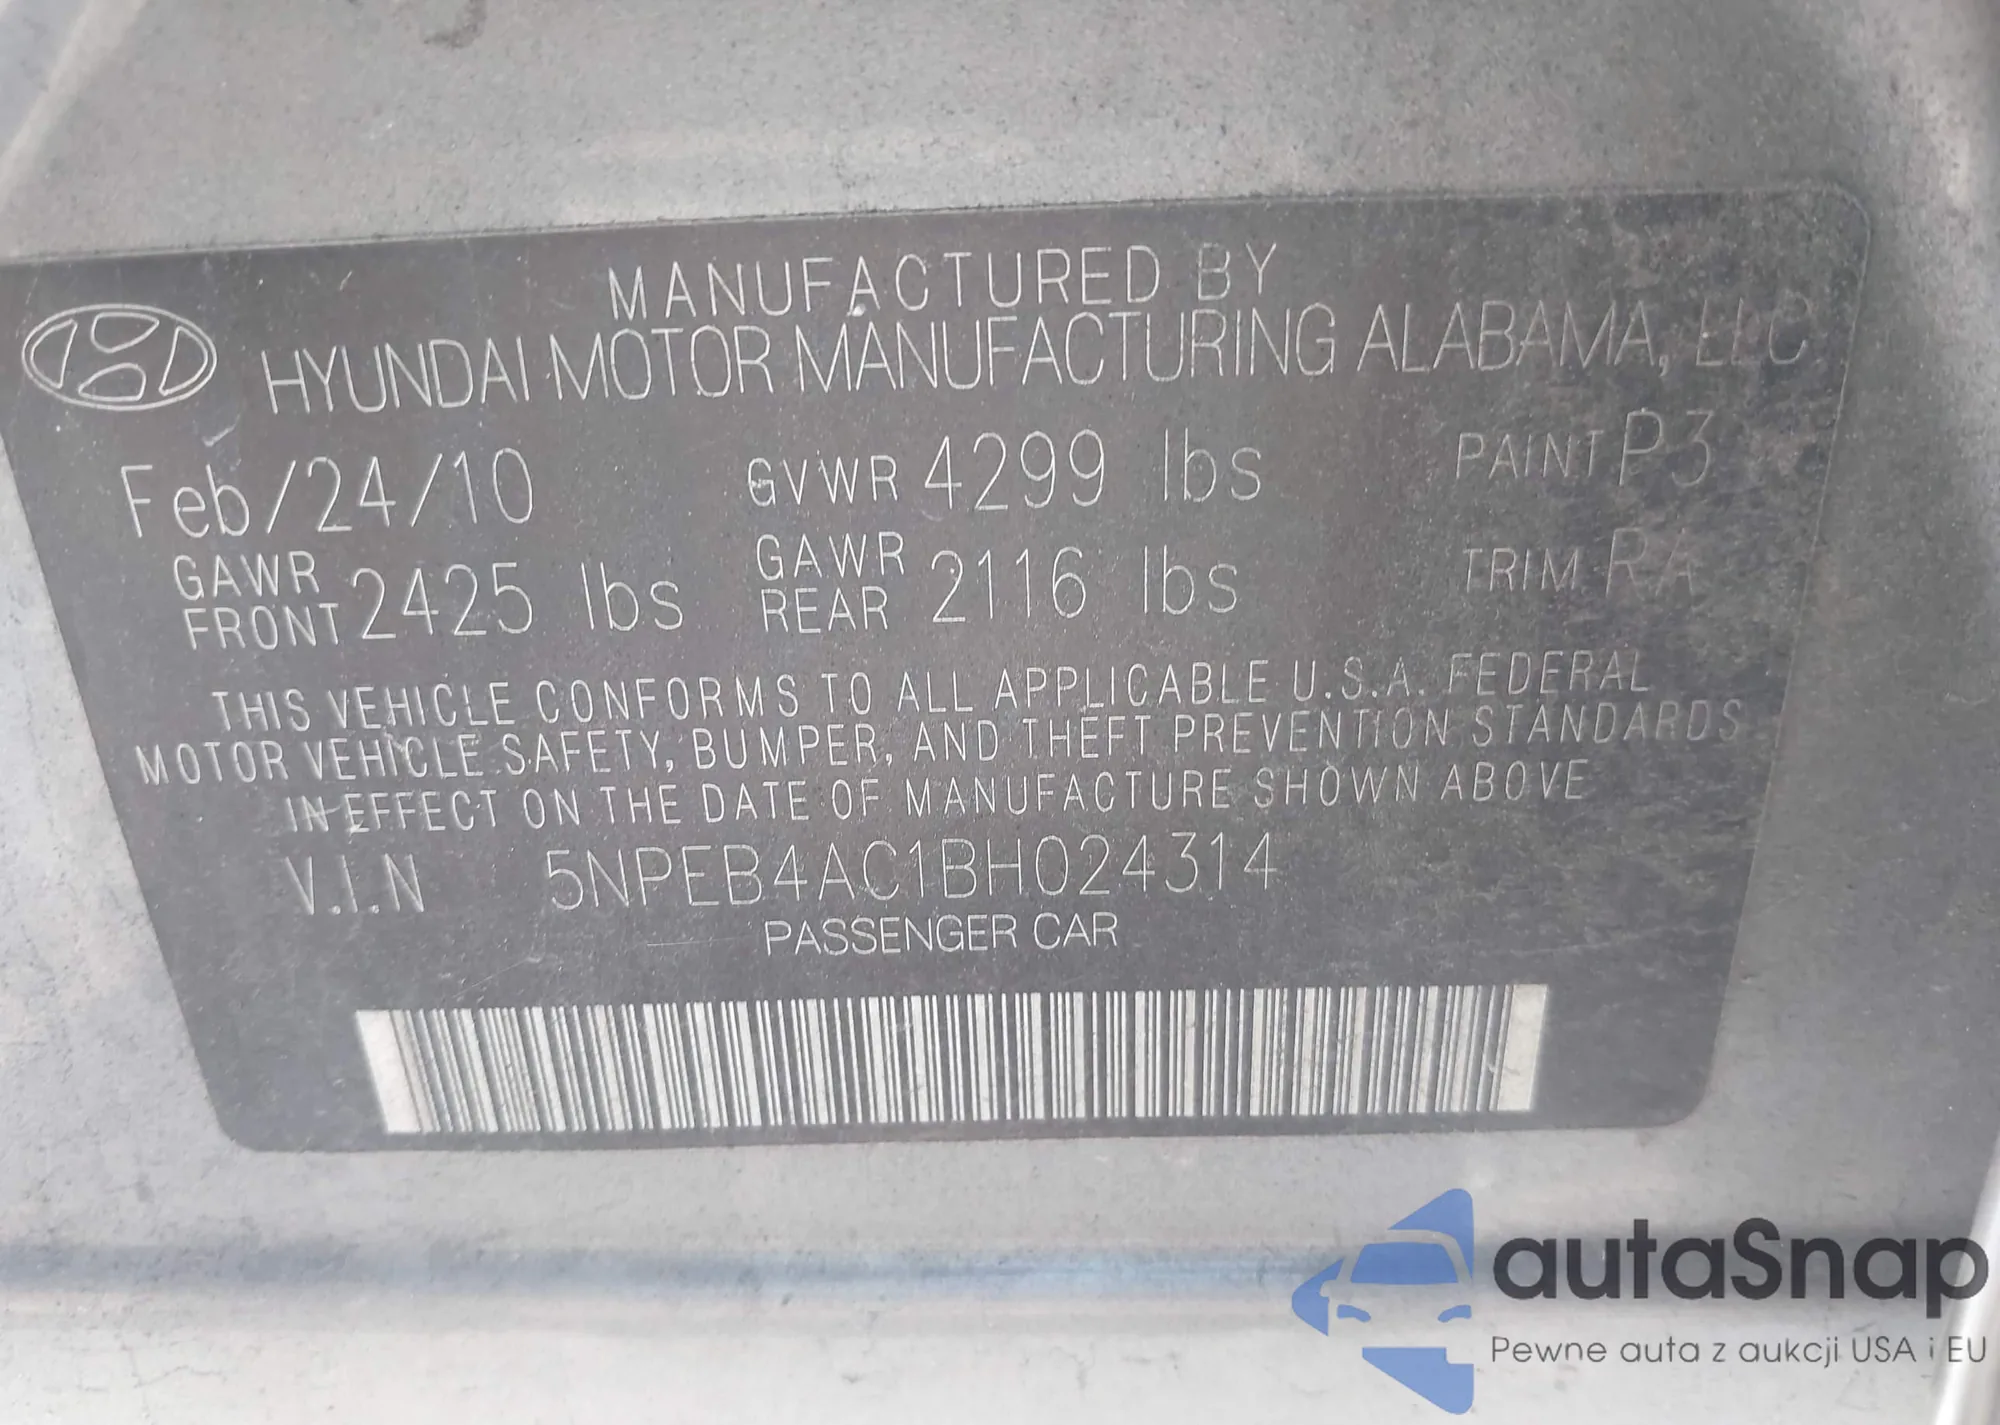 MANUFACTURED BY
HYUNDAI MOTOR MANUFACTURING ALABAMA, LLC
Feb/24/10 GVWR 4299 lbs PAINT P3
GAWR FRONT 2425 lbs GAWR REAR 2116 lbs TRIM RA
THIS VEHICLE CONFORMS TO ALL APPLICABLE U.S.A. FEDERAL
MOTOR VEHICLE SAFETY, BUMPER, AND THEFT PREVENTION STANDARDS
IN EFFECT ON THE DATE OF MANUFACTURE SHOWN ABOVE
V.I.N 5NPEB4AC1BH024314
PASSENGER CAR
autaSnap
Pewne auta z aukcji USA i EU